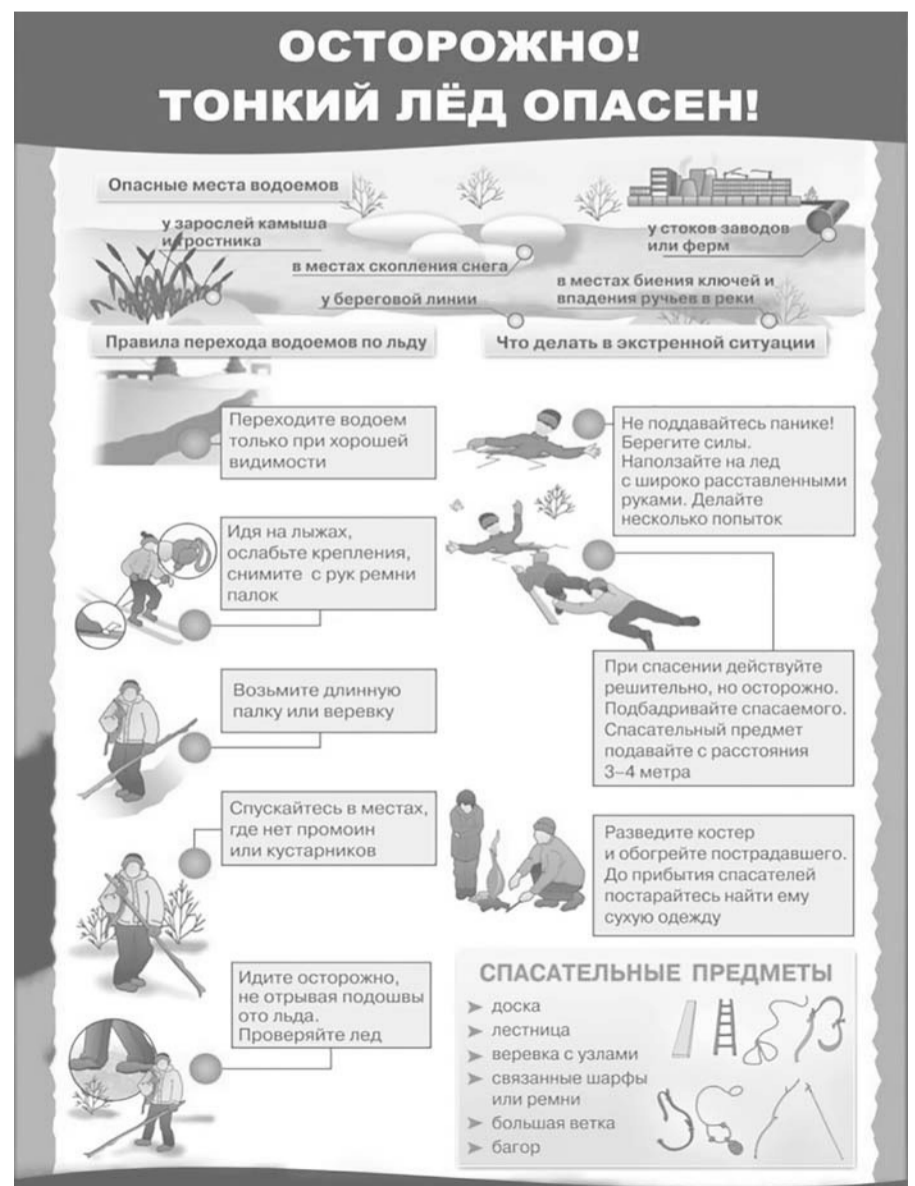 ОСТОРОЖНО!
ТОНКИЙ ЛЁД ОПАСЕН!
Опасные места водоемов
у зарослей камыша
и тростника
в местах скопления снега
у береговой линии
у стоков заводов
или ферм
в местах биения ключей и
впадения ручьев в реки
Правила перехода водоемов по льду
Переходите водоем
только при хорошей
видимости
Идя на лыжах,
ослабьте крепления,
снимите с рук ремни
палок
Возьмите длинную
палку или веревку
Спускайтесь в местах,
где нет промоин
или кустарников
Идите осторожно,
не отрывая подошвы
ото льда.
Проверяйте лед
Что делать в экстренной ситуации
Не поддавайтесь панике!
Берегите силы.
Наползайте на лед
с широко расставленными
руками. Делайте
несколько попыток
При спасении действуйте
решительно, но осторожно.
Подбадривайте спасаемого.
Спасательный предмет
подавайте с расстояния
3–4 метра
Разведите костер
и обогрейте пострадавшего.
До прибытия спасателей
постарайтесь найти ему
сухую одежду
СПАСАТЕЛЬНЫЕ ПРЕДМЕТЫ
➤ доска
➤ лестница
➤ веревка с узлами
➤ связанные шарфы
или ремни
➤ большая ветка
➤ багор